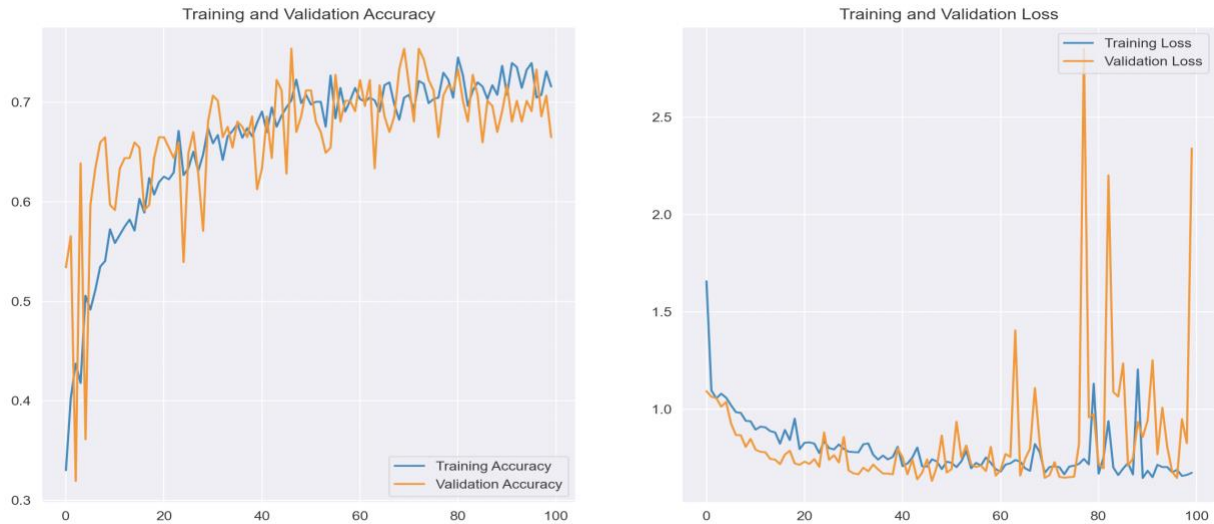 Training and Validation Accuracy
0.7
0.6
0.5
0.4
0.3
0 20 40 60 80 100
Training Accuracy
Validation Accuracy
Training and Validation Loss
2.5
2.0
1.5
1.0
0 20 40 60 80 100
Training Loss
Validation Loss